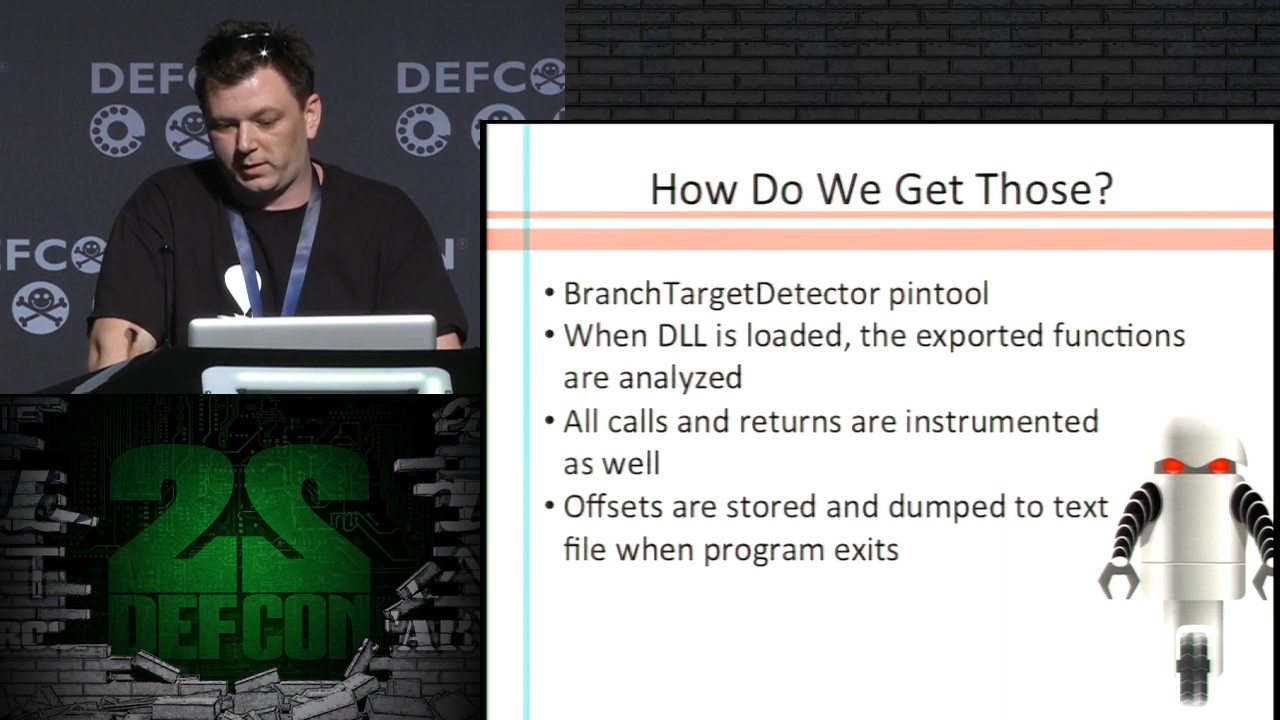 DEFC
DEFC
EFC
N
How Do We Get Those?
• BranchTargetDetector pintool
• When DLL is loaded, the exported functions
are analyzed
• All calls and returns are instrumented
as well
• Offsets are stored and dumped to text
file when program exits
22
DEFCON